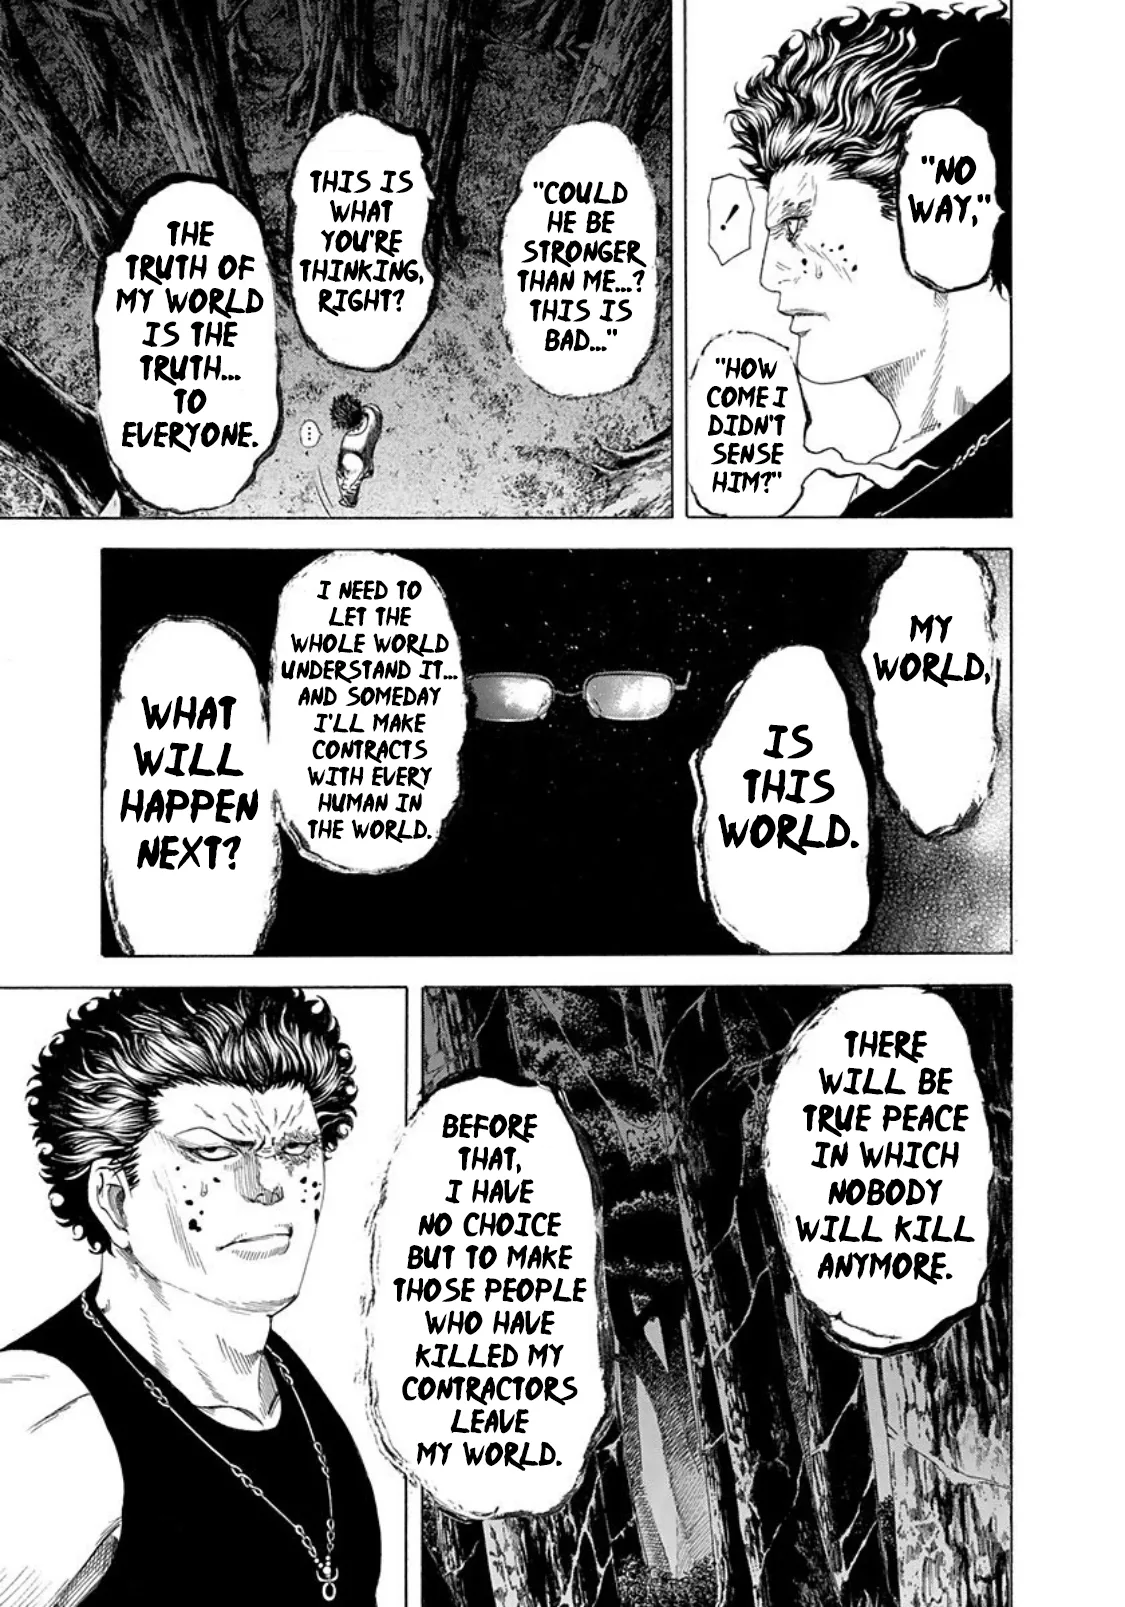 "NO
WAY,"
!
"HOW
COME I
DIDN'T
SENSE
HIM?"
"COULD
HE BE
STRONGER
THAN ME...?
THIS IS
BAD..."
THIS IS
WHAT
YOU'RE
THINKING,
RIGHT?
...
THE
TRUTH OF
MY WORLD
IS THE
TRUTH...
TO
EVERYONE.
MY
WORLD,
IS
THIS
WORLD.
I NEED TO
LET THE
WHOLE WORLD
UNDERSTAND IT...
AND SOMEDAY
I'LL MAKE
CONTRACTS
WITH EVERY
HUMAN IN
THE WORLD.
WHAT
WILL
HAPPEN
NEXT?
THERE
WILL BE
TRUE PEACE
IN WHICH
NOBODY
WILL KILL
ANYMORE.
BEFORE
THAT,
I HAVE
NO CHOICE
BUT TO MAKE
THOSE PEOPLE
WHO HAVE
KILLED MY
CONTRACTORS
LEAVE
MY WORLD.